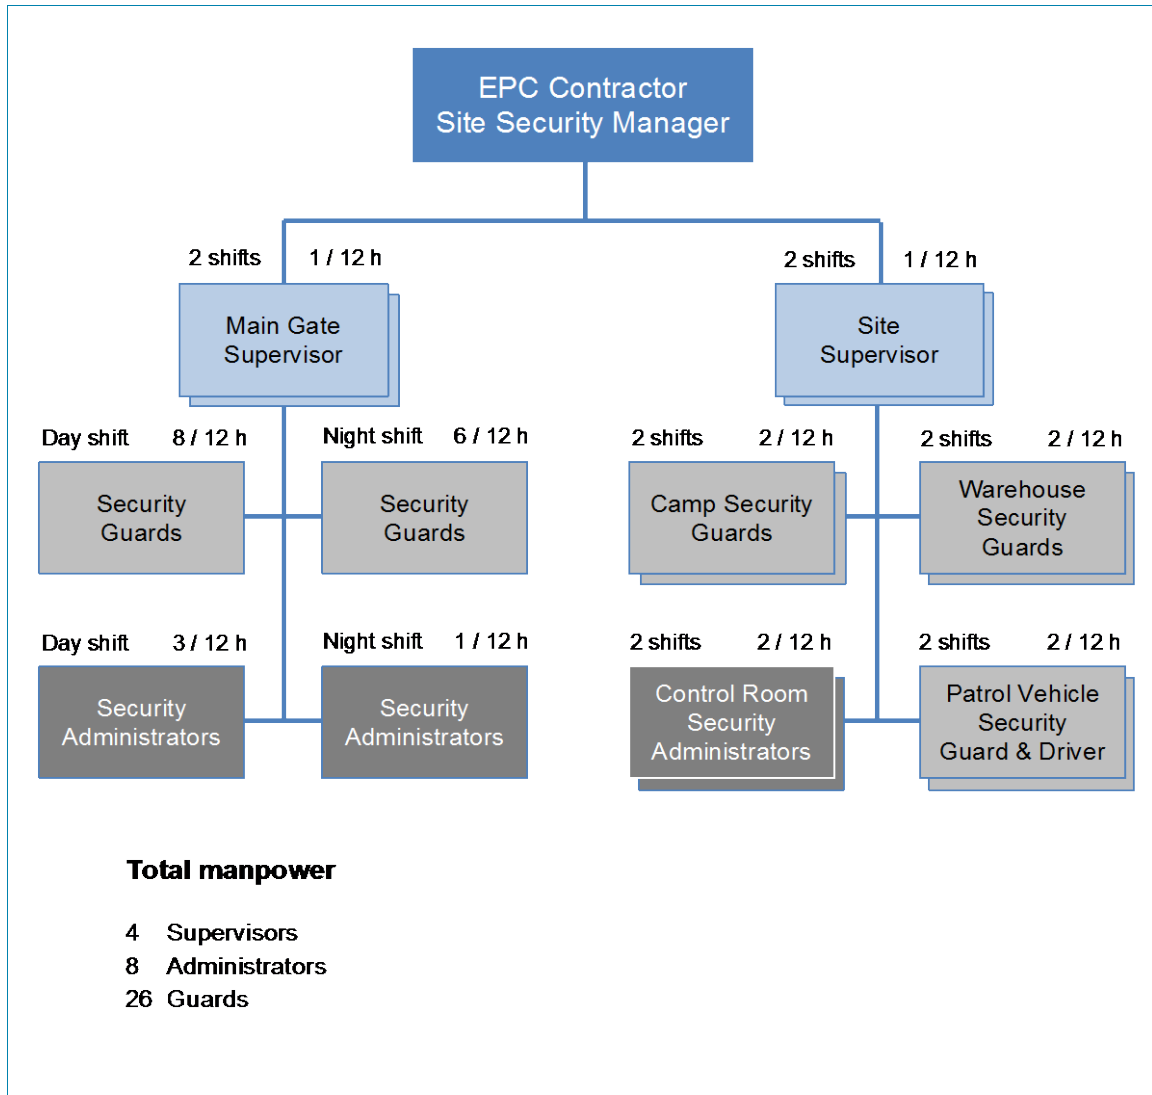 EPC Contractor
Site Security Manager
2 shifts 1 / 12 h
Main Gate
Supervisor
2 shifts 1 / 12 h
Site
Supervisor
Day shift 8 / 12 h
Security
Guards
Night shift 6 / 12 h
Security
Guards
2 shifts 2 / 12 h
Camp Security
Guards
2 shifts 2 / 12 h
Warehouse
Security
Guards
Day shift 3 / 12 h
Security
Administrators
Night shift 1 / 12 h
Security
Administrators
2 shifts 2 / 12 h
Control Room
Security
Administrators
2 shifts 2 / 12 h
Patrol Vehicle
Security
Guard & Driver
Total manpower
4 Supervisors
8 Administrators
26 Guards